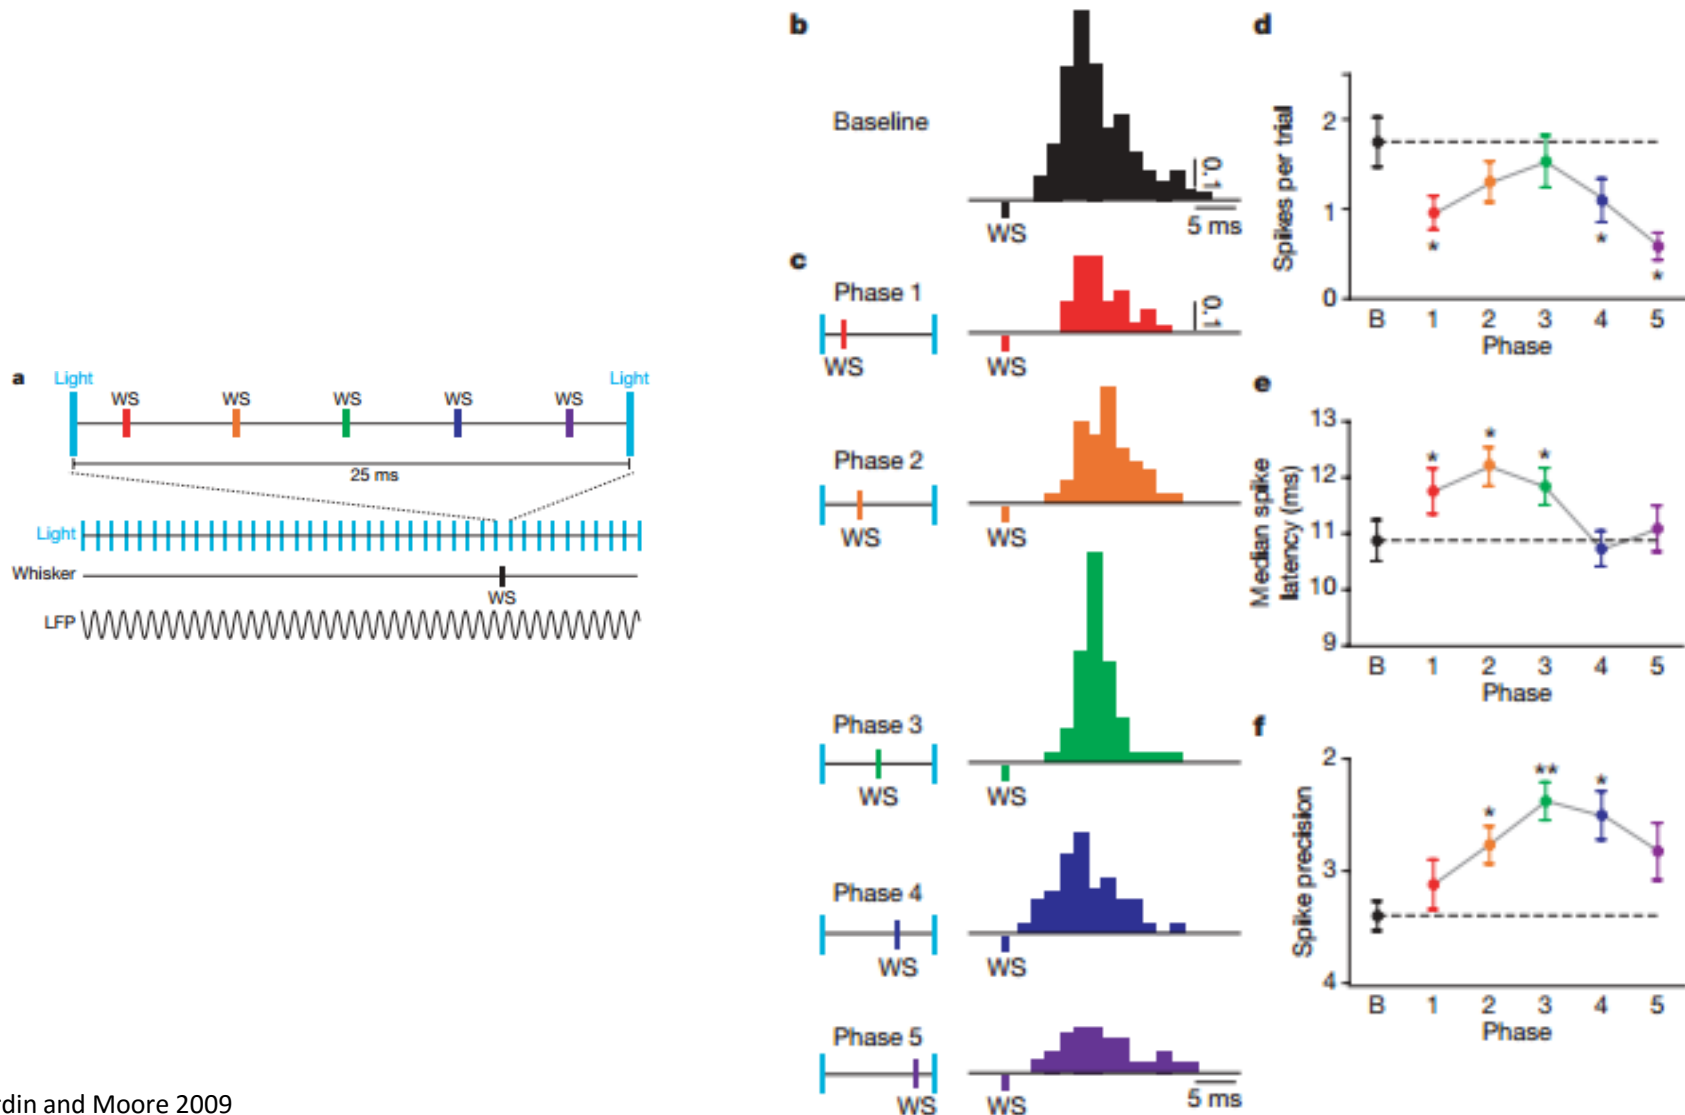 a
Light
Light
WS
WS
WS
WS
WS
25 ms
Light
Whisker
WS
LFP
b
Baseline
0.1
WS
5 ms
c
Phase 1
0.1
WS
WS
Phase 2
WS
WS
Phase 3
WS
WS
Phase 4
WS
WS
Phase 5
WS
WS
5 ms
d
Spikes per trial
2
1
0
*
*
*
B 1 2 3 4 5
Phase
e
Median spike
latency (ms)
13
12
11
10
9
*
*
*
B 1 2 3 4 5
Phase
f
Spike precision
2
3
4
*
**
*
B 1 2 3 4 5
Phase
rdin and Moore 2009